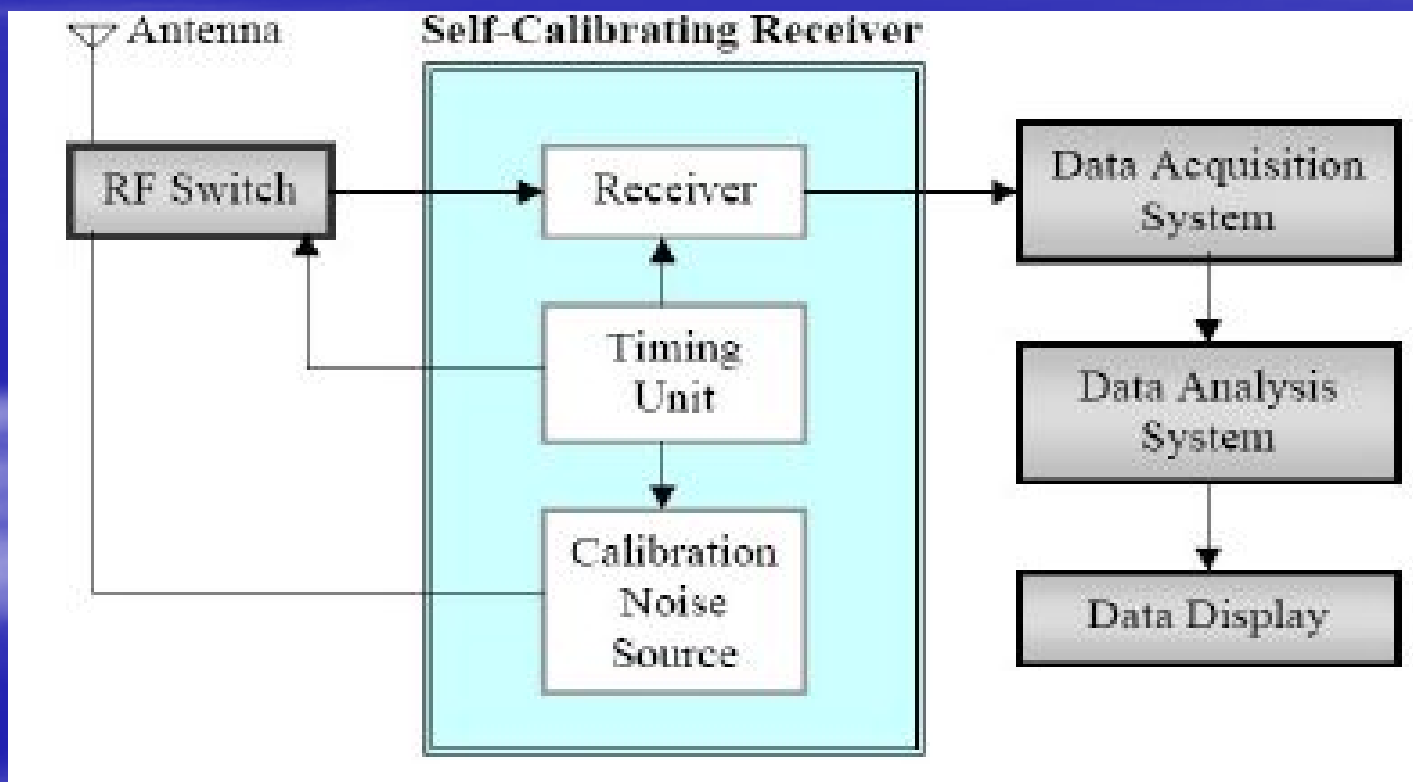 Antenna
Self-Calibrating Receiver
RF Switch
Receiver
Data Acquisition
System
Timing
Unit
Data Analysis
System
Calibration
Noise
Source
Data Display